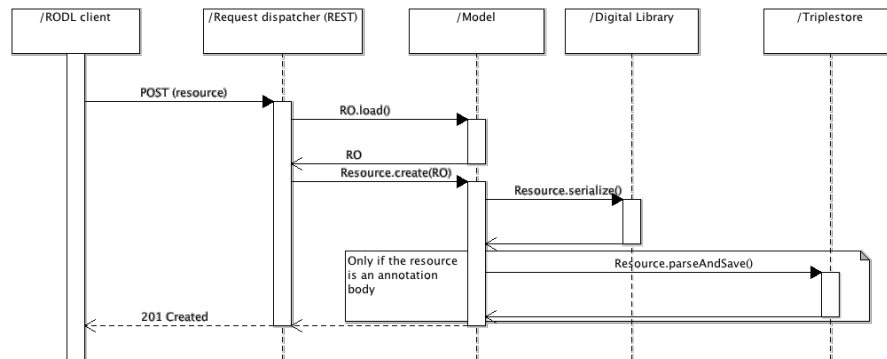 /RODL client
/Request dispatcher (REST)
/Model
/Digital Library
/Triplestore
POST (resource)
RO.load()
RO
Resource.create(RO)
Resource.serialize()
Only if the resource
is an annotation
body
Resource.parseAndSave()
201 Created